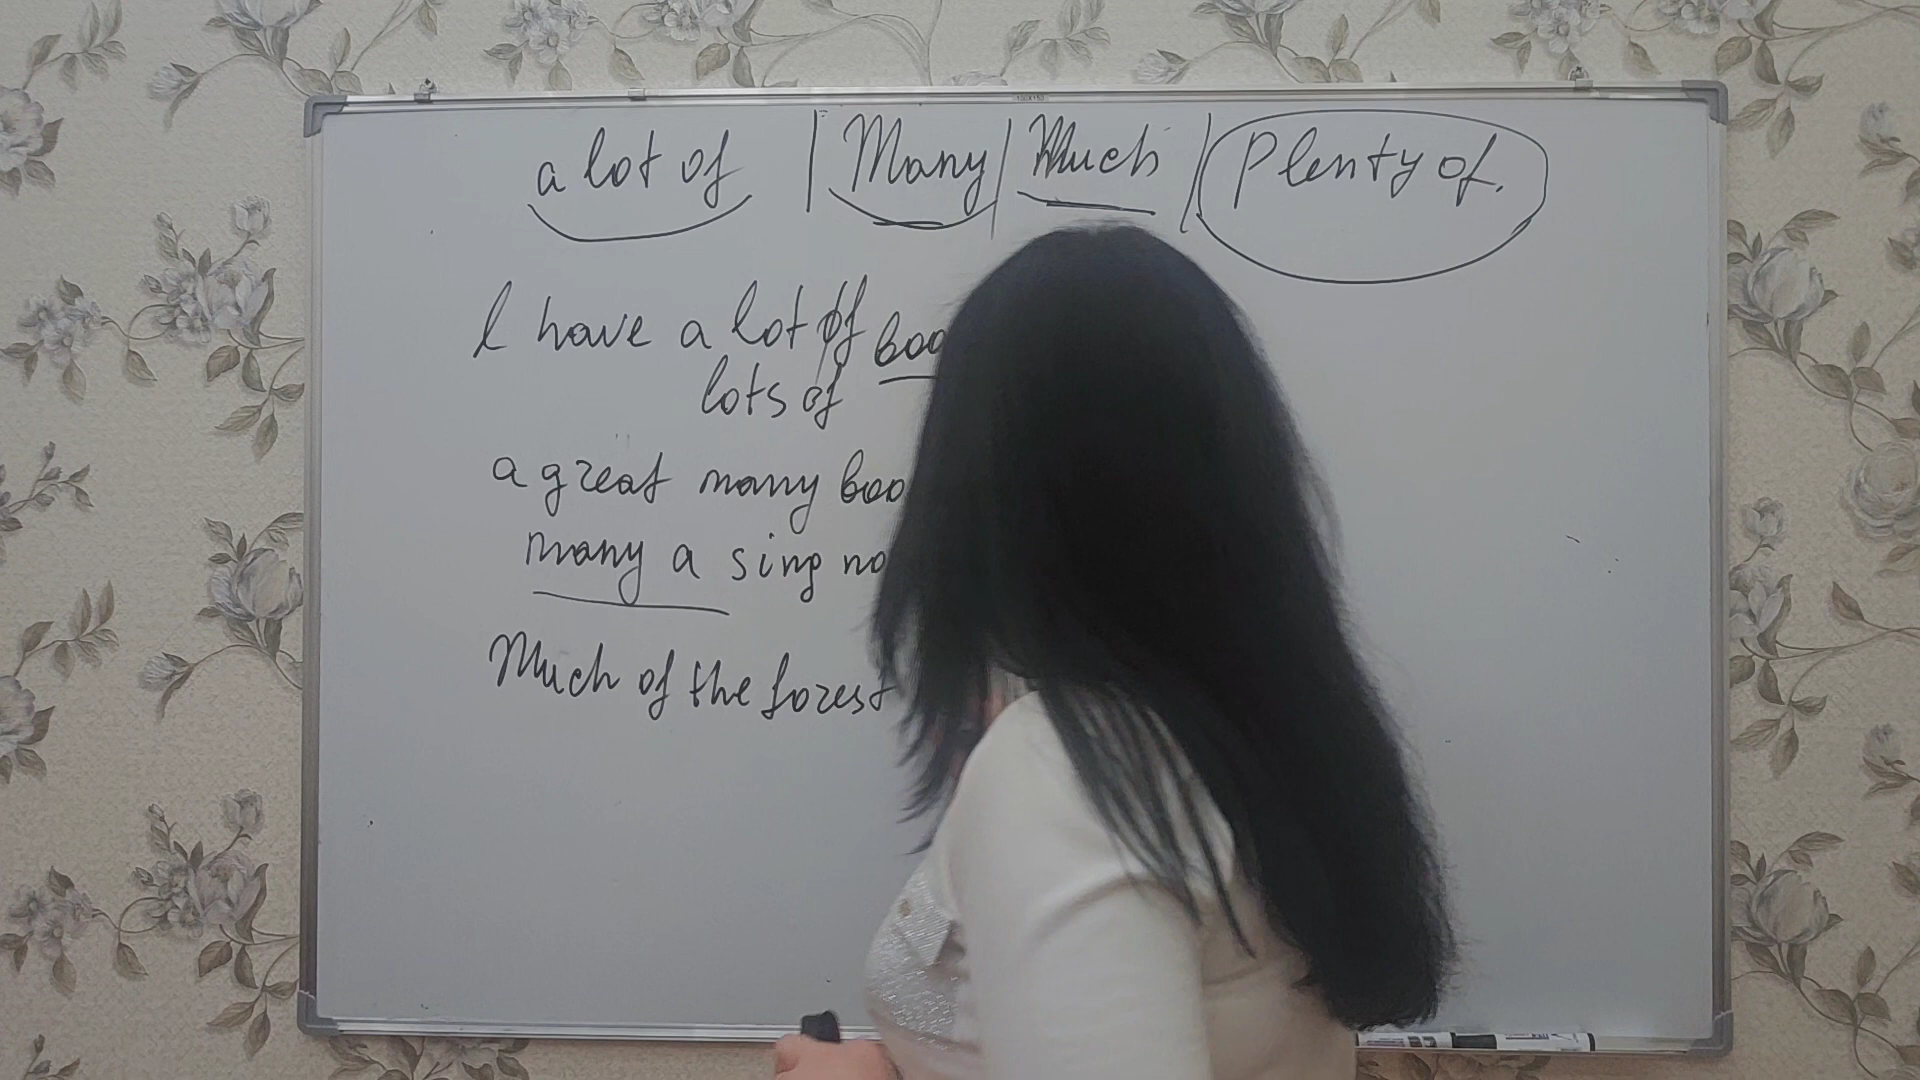 a lot of | Many | Much | Plenty of.
I have a lot of boo
lots of
a great many boo
many a sing no
Much of the forest